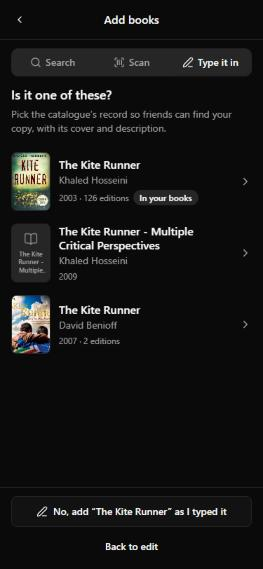 Add books
Search
Scan
Type it in
Is it one of these?
Pick the catalogue's record so friends can find your
copy, with its cover and description.
KITE
RUNNER
The Kite Runner
Khaled Hosseini
2003 · 126 editions
In your books
The Kite
Runner -
Multiple
The Kite Runner - Multiple
Critical Perspectives
Khaled Hosseini
2009
The Kite Runner
David Benioff
2007 · 2 editions
No, add “The Kite Runner” as I typed it
Back to edit